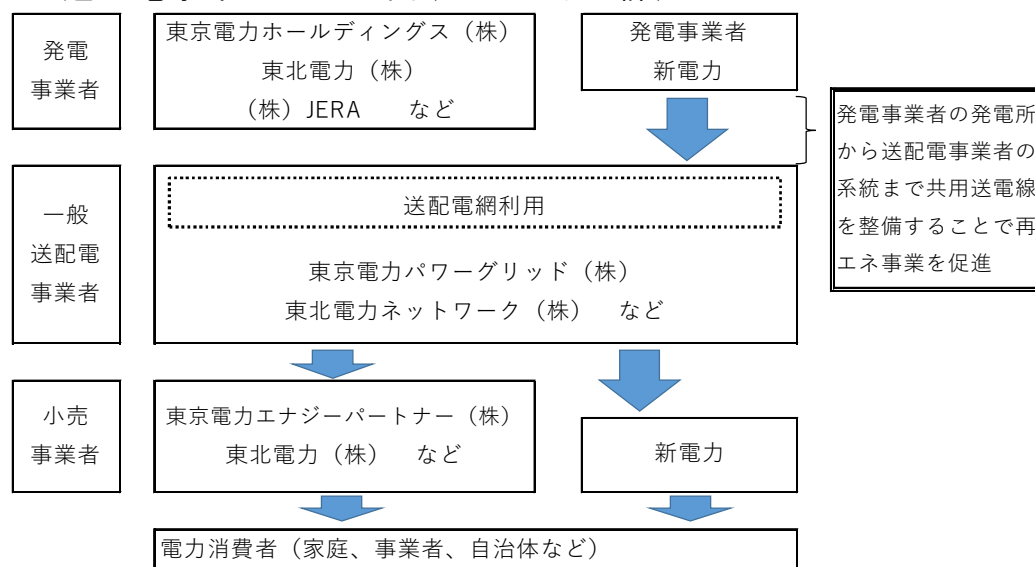 発電
事業者
東京電力ホールディングス（株）
東北電力（株）
（株）JERA　など
発電事業者
新電力
発電事業者の発電所
から送配電事業者の
系統まで共用送電線
を整備することで再
エネ事業を促進
一般
送配電
事業者
送配電網利用
東京電力パワーグリッド（株）
東北電力ネットワーク（株）　など
小売
事業者
東京電力エナジーパートナー（株）
東北電力（株）　など
新電力
電力消費者（家庭、事業者、自治体など）